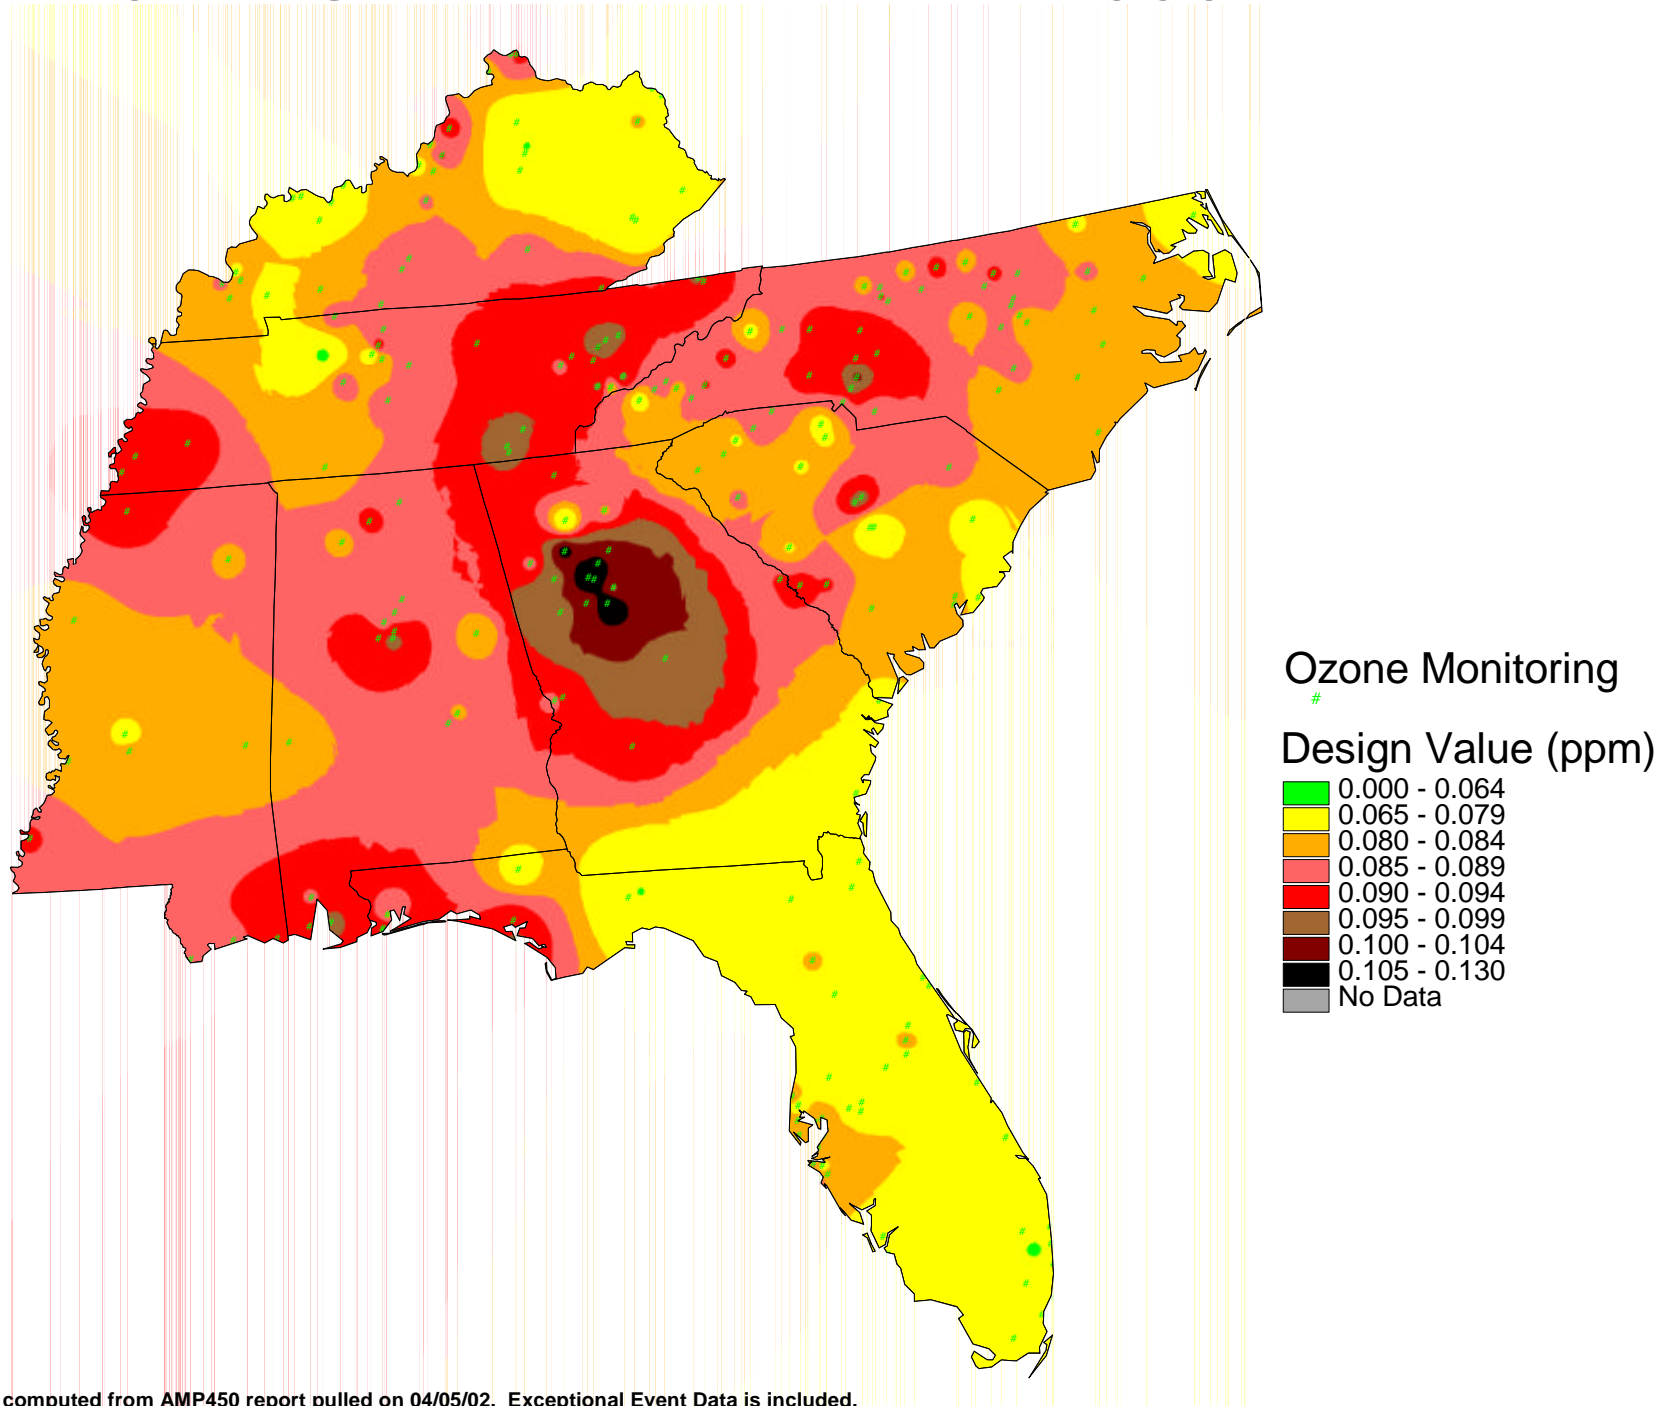 Ozone Monitoring
#
Design Value (ppm)
0.000 - 0.064
0.065 - 0.079
0.080 - 0.084
0.085 - 0.089
0.090 - 0.094
0.095 - 0.099
0.100 - 0.104
0.105 - 0.130
No Data
computed from AMP450 report pulled on 04/05/02. Exceptional Event Data is included.